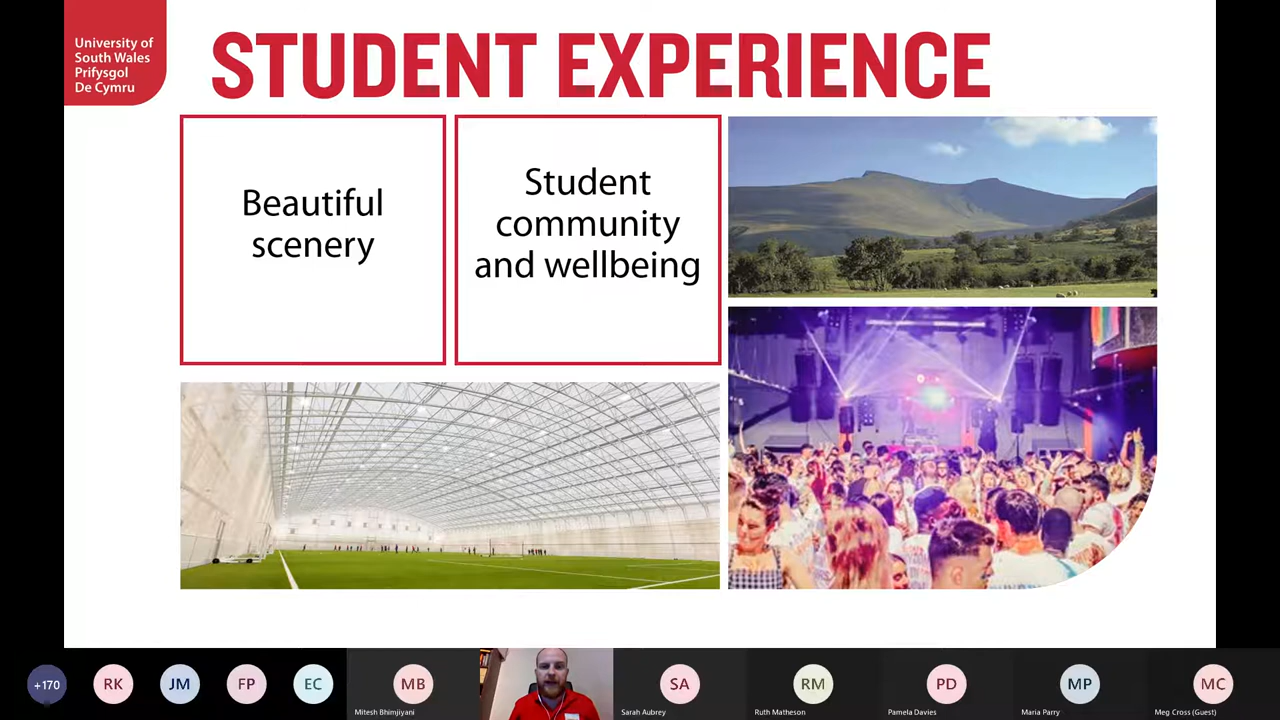 University of
South Wales
Prifysgol
De Cymru
STUDENT EXPERIENCE
Beautiful
scenery
Student
community
and wellbeing
+170
RK
JM
FP
EC
MB
Mitesh Bhimjiyani
SA
Sarah Aubrey
RM
Ruth Matheson
PD
Pamela Davies
MP
Maria Parry
MC
Meg Cross (Guest)